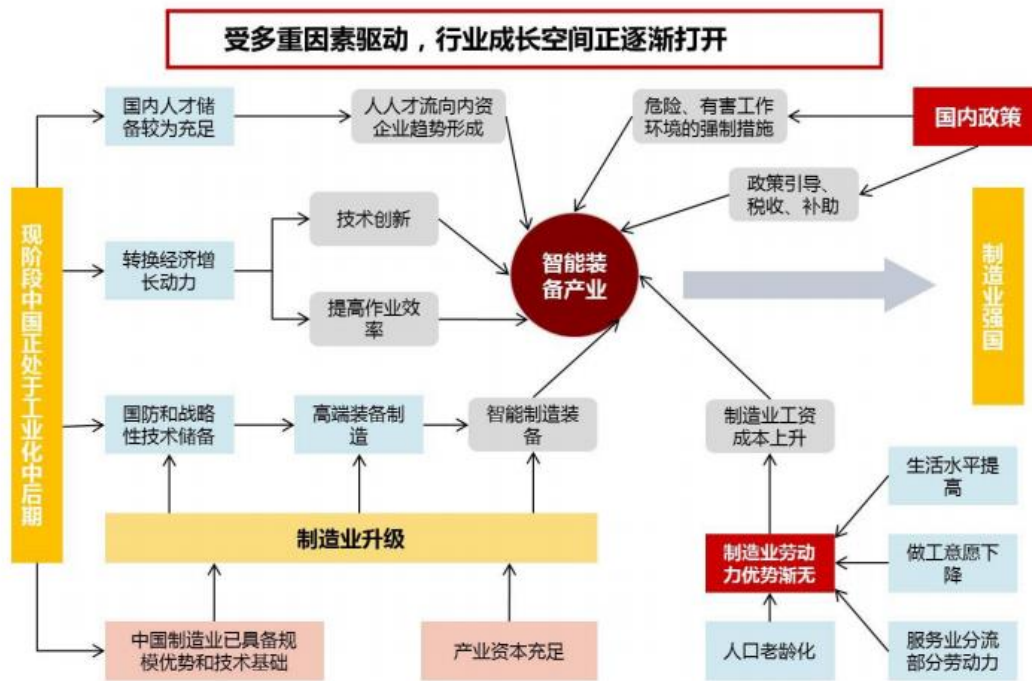 受多重因素驱动，行业成长空间正逐渐打开
国内人才储
备较为充足
人人才流向内资
企业趋势形成
危险、有害工作
环境的强制措施
国内政策
政策引导、
税收、补助
现阶段中国正处于工业化中后期
转换经济增
长动力
技术创新
提高作业效
率
智能装
备产业
制造业强国
国防和战略
性技术储备
高端装备制
造
智能制造装
备
制造业工资
成本上升
生活水平提
高
制造业升级
制造业劳动
力优势渐无
做工意愿下
降
中国制造业已具备规
模优势和技术基础
产业资本充足
人口老龄化
服务业分流
部分劳动力